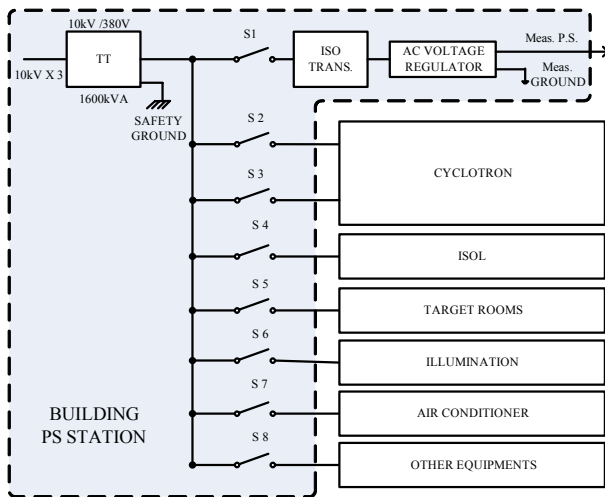 10kV /380V
TT
10kV X 3
1600kVA
SAFETY
GROUND
S1
ISO
TRANS.
AC VOLTAGE
REGULATOR
Meas. P.S.
Meas.
GROUND
S 2
S 3
CYCLOTRON
S 4
ISOL
S 5
TARGET ROOMS
S 6
ILLUMINATION
S 7
AIR CONDITIONER
S 8
OTHER EQUIPMENTS
BUILDING
PS STATION